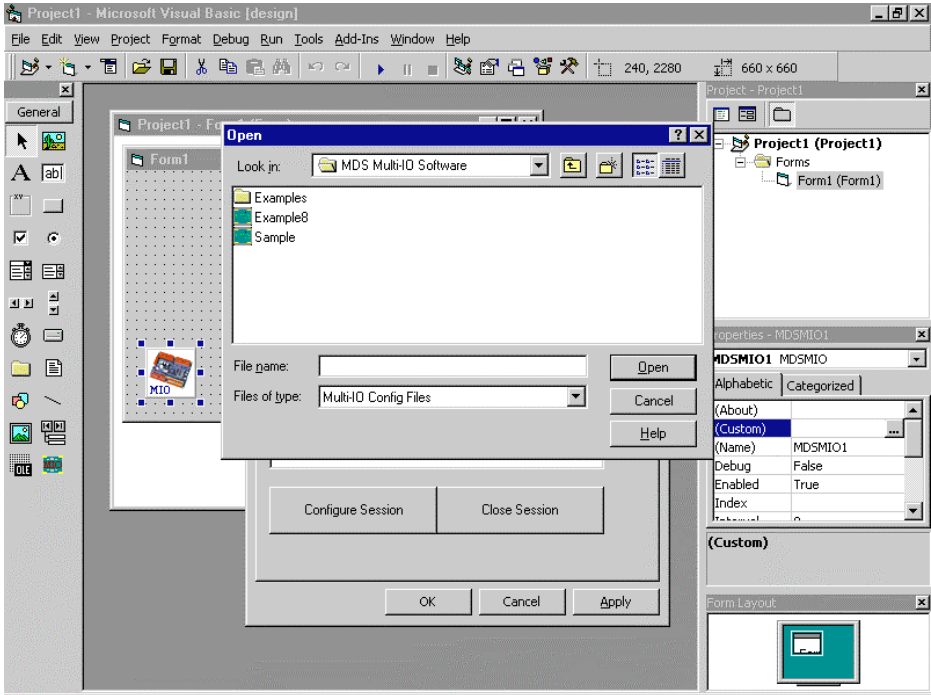 Project1 - Microsoft Visual Basic [design]
File Edit View Project Format Debug Run Tools Add-Ins Window Help
240, 2280 660 x 660
General
A ab|
XY
OLE
Project1 - Fo
Form1
MIO
Open
Look in: MDS Multi-IO Software
Examples
Example8
Sample
File name: Open
Files of type: Multi-IO Config Files Cancel
Help
Configure Session Close Session
OK Cancel Apply
Project - Project1
Project1 (Project1)
Forms
Form1 (Form1)
Properties - MDSMIO1
MDSMIO1 MDSMIO
Alphabetic Categorized
(About)
(Custom) ...
(Name) MDSMIO1
Debug False
Enabled True
Index
(Custom)
Form Layout